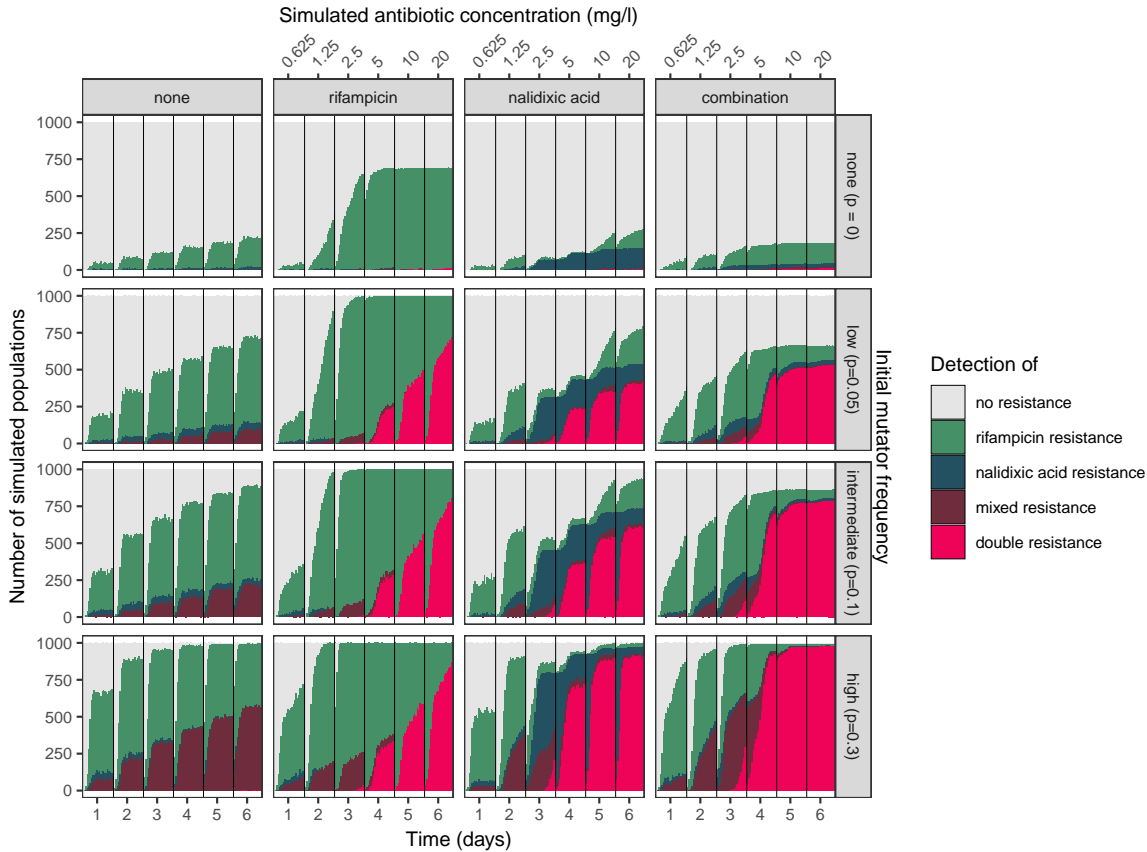 Simulated antibiotic concentration (mg/l)
0.625 1.25 2.5 5 10 20 0.625 1.25 2.5 5 10 20 0.625 1.25 2.5 5 10 20
none rifampicin nalidixic acid combination
1000
750
500
250
0
none (p = 0)
1000
750
500
250
0
low (p=0.05)
1000
750
500
250
0
intermediate (p=0.1)
1000
750
500
250
0
high (p=0.3)
Number of simulated populations
Initial mutator frequency
1 2 3 4 5 6 1 2 3 4 5 6 1 2 3 4 5 6 1 2 3 4 5 6
Time (days)
Detection of
no resistance
rifampicin resistance
nalidixic acid resistance
mixed resistance
double resistance